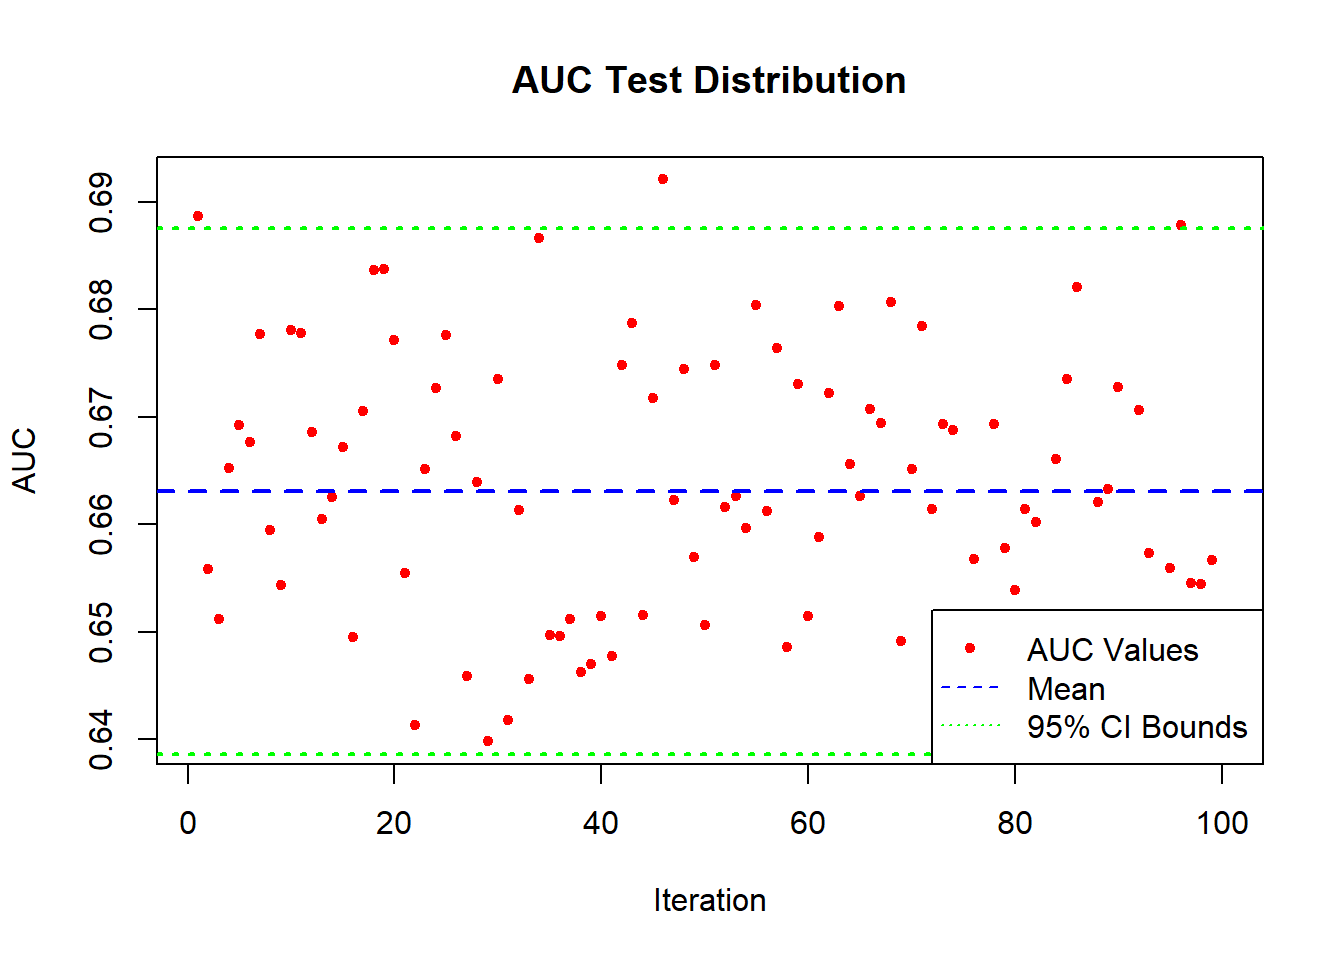 AUC Test Distribution
AUC
0.69
0.68
0.67
0.66
0.65
0.64
AUC Values
Mean
95% CI Bounds
0 20 40 60 80 100
Iteration